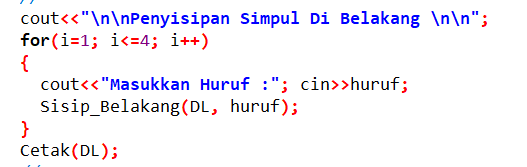 cout<<"\n\nPenyisipan Simpul Di Belakang \n\n";
for(i=1; i<=4; i++)
{
cout<<"Masukkan Huruf :"; cin>>huruf;
Sisip_Belakang(DL, huruf);
}
Cetak(DL);